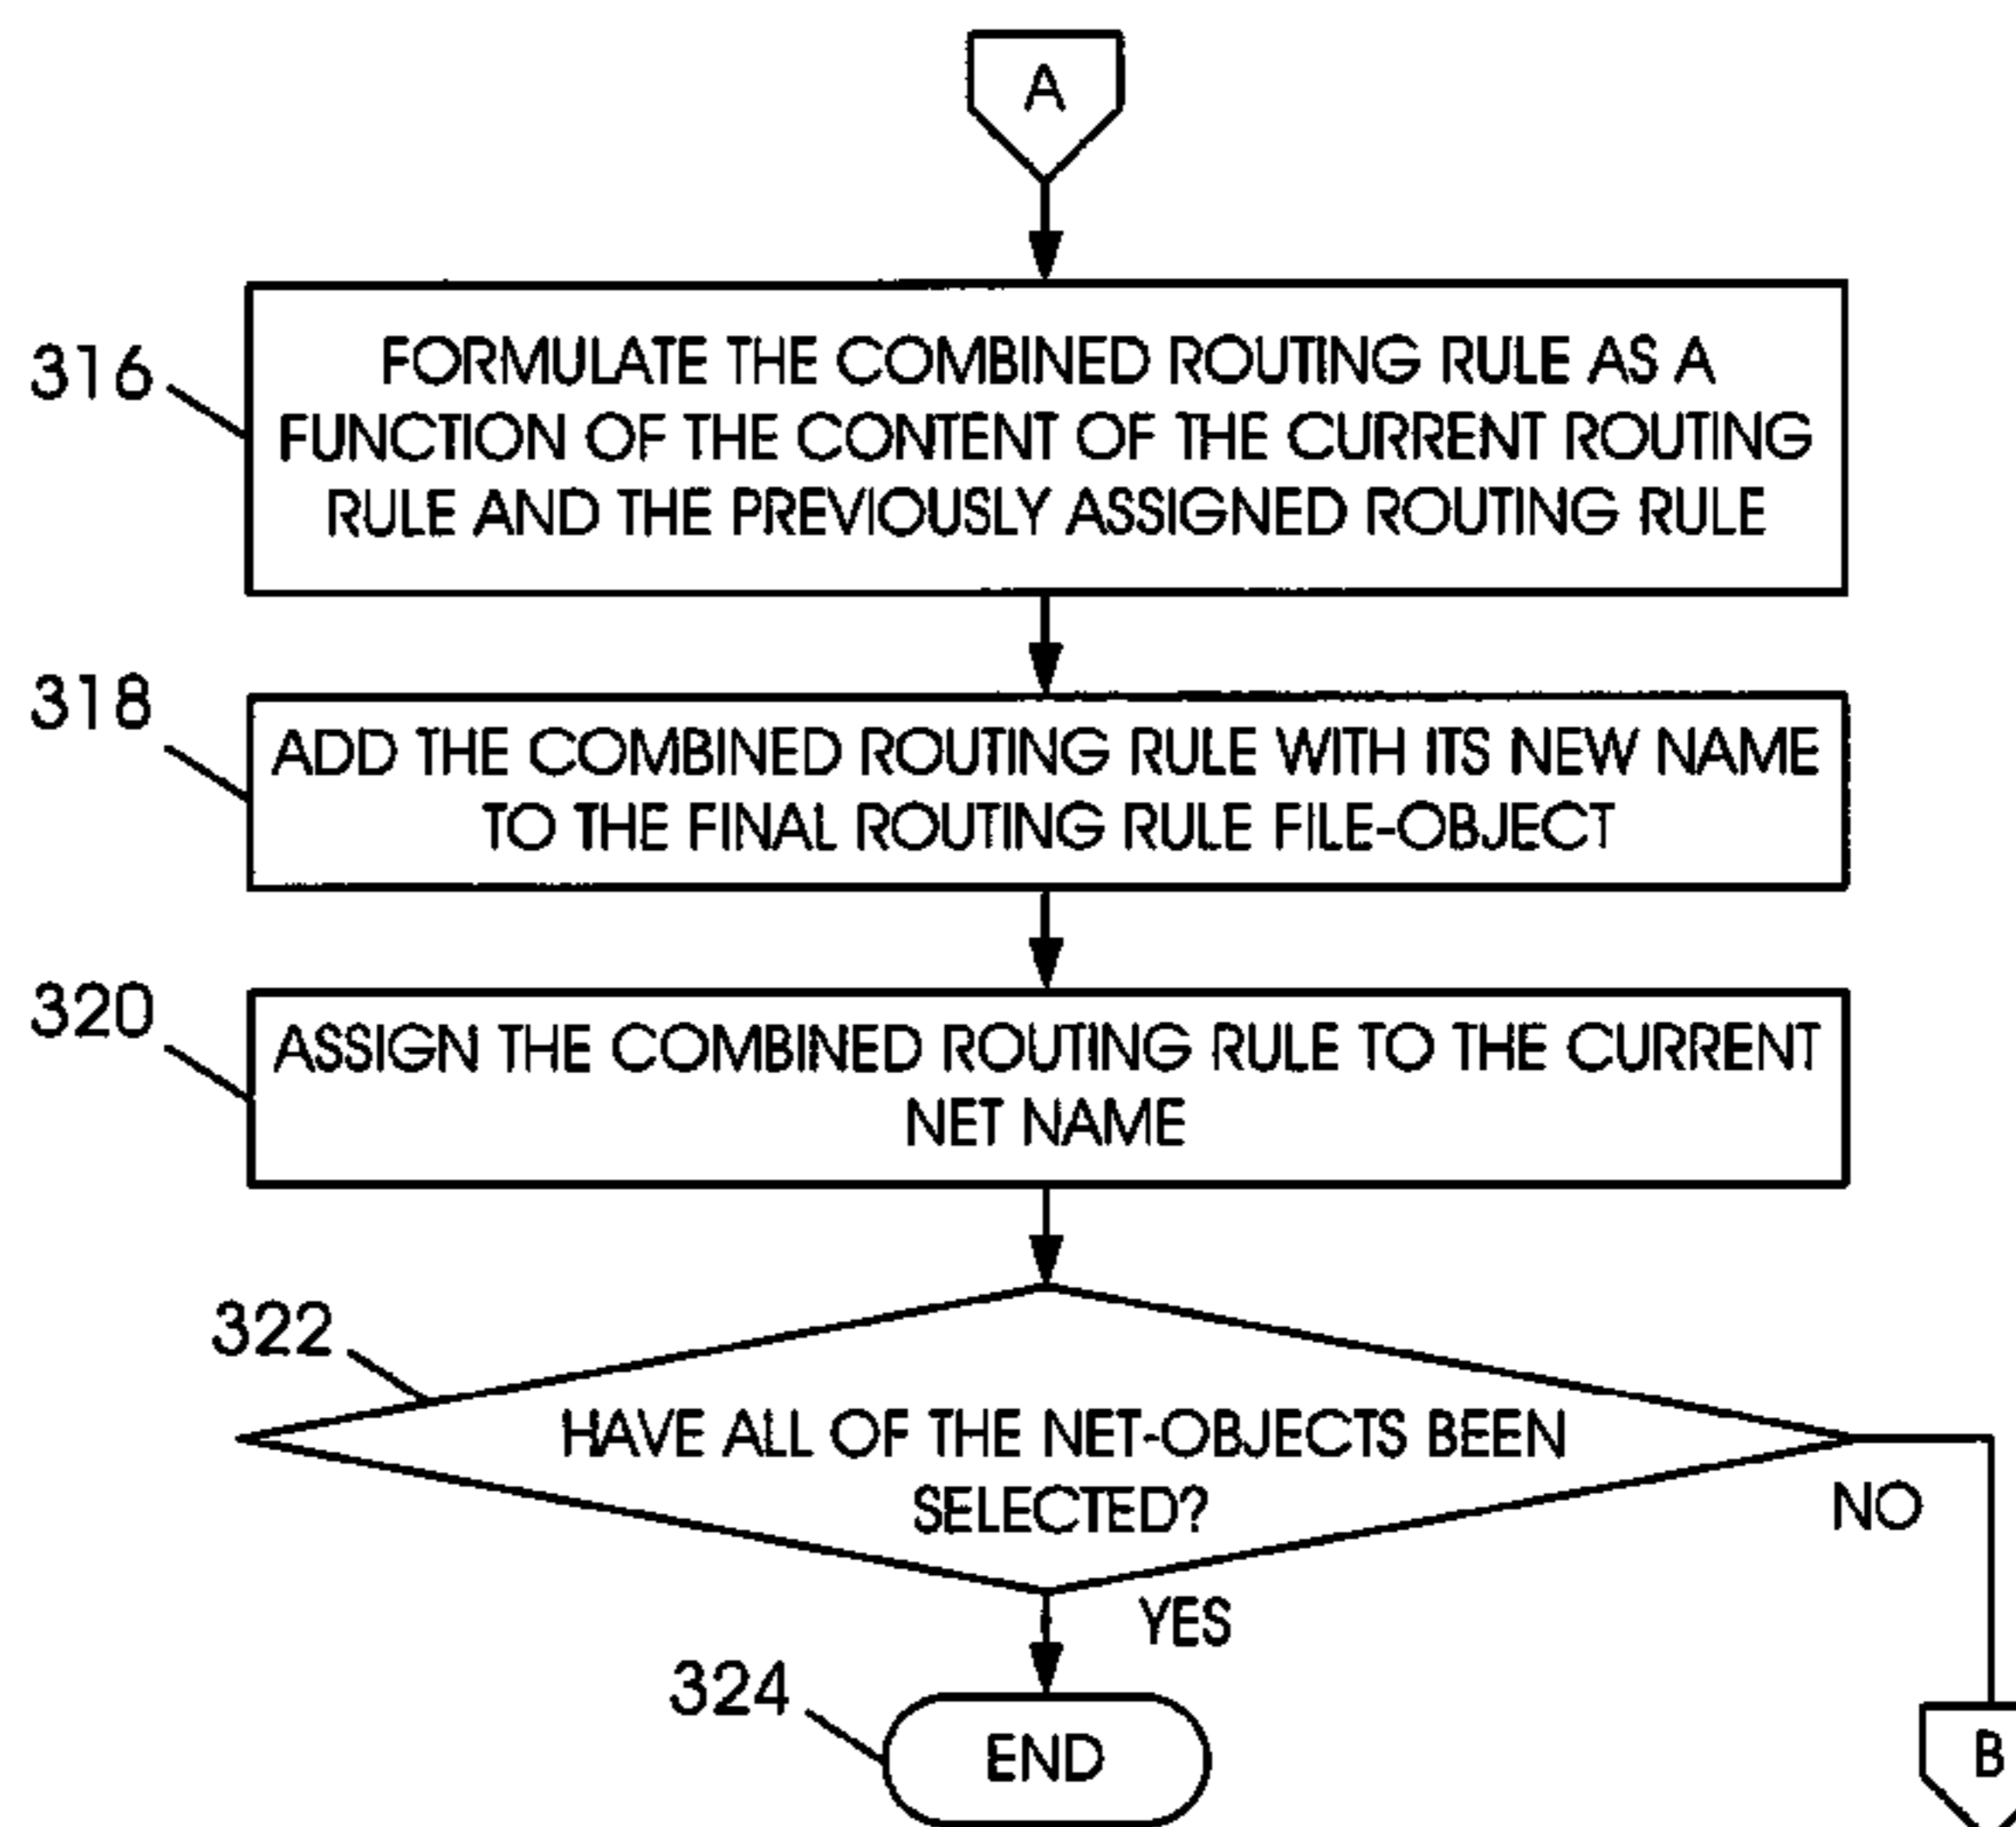 A
316
FORMULATE THE COMBINED ROUTING RULE AS A
FUNCTION OF THE CONTENT OF THE CURRENT ROUTING
RULE AND THE PREVIOUSLY ASSIGNED ROUTING RULE
318
ADD THE COMBINED ROUTING RULE WITH ITS NEW NAME
TO THE FINAL ROUTING RULE FILE-OBJECT
320
ASSIGN THE COMBINED ROUTING RULE TO THE CURRENT
NET NAME
322
HAVE ALL OF THE NET-OBJECTS BEEN
SELECTED?
NO
YES
324
END
B